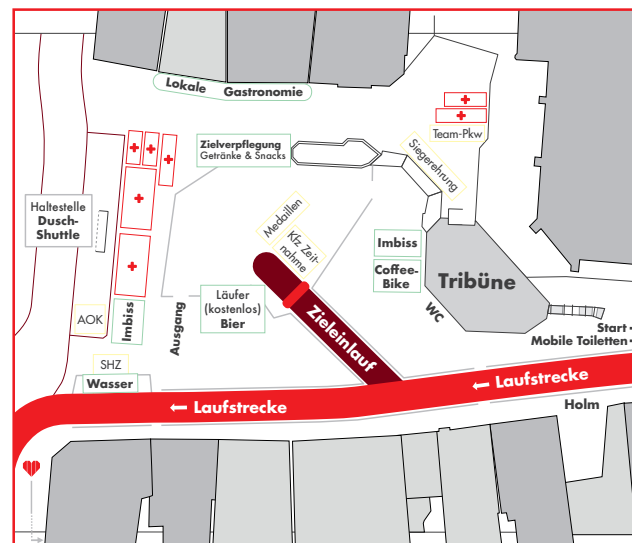 Lokale Gastronomie
Team-Pkw
Zielverpflegung
Getränke & Snacks
Siegerehrung
Haltestelle
Dusch-
Shuttle
Medaillen
Kfz Zeit-
nahme
Imbiss
Coffee-
Bike
Tribüne
WC
Läufer
(kostenlos)
Bier
Ausgang
Imbiss
AOK
Zieleinlauf
Start
Mobile Toiletten
SHZ
Wasser
Laufstrecke
Laufstrecke
Holm